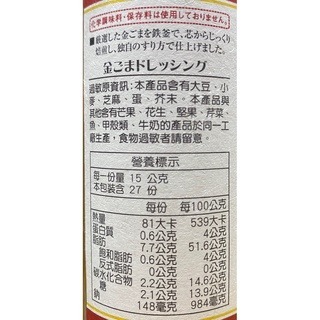 化学調味料・保存料は使用しておりません。
厳選した金ごまを鉄釜で、芯からじっくり
焙煎し、独自のすり方で仕上げました。
金ごまドレッシング
過敏原資訊:本產品含有大豆、小
麥、芝麻、蛋、芥末。本產品與
其他含有芒果、花生、堅果、芹菜、
魚、甲殼類、牛奶的產品於同一工
廠生產,食物過敏者請留意。
營養標示
每一份量 15 公克
本包裝含 27 份
每份 每100公克
熱量 81大卡 539大卡
蛋白質 0.6公克 4公克
脂肪 7.7公克 51.6公克
飽和脂肪 0.6公克 4公克
反式脂肪 0公克 0公克
碳水化合物 2.2公克 14.6公克
糖 2.1公克 13.9公克
鈉 148毫克 984毫克